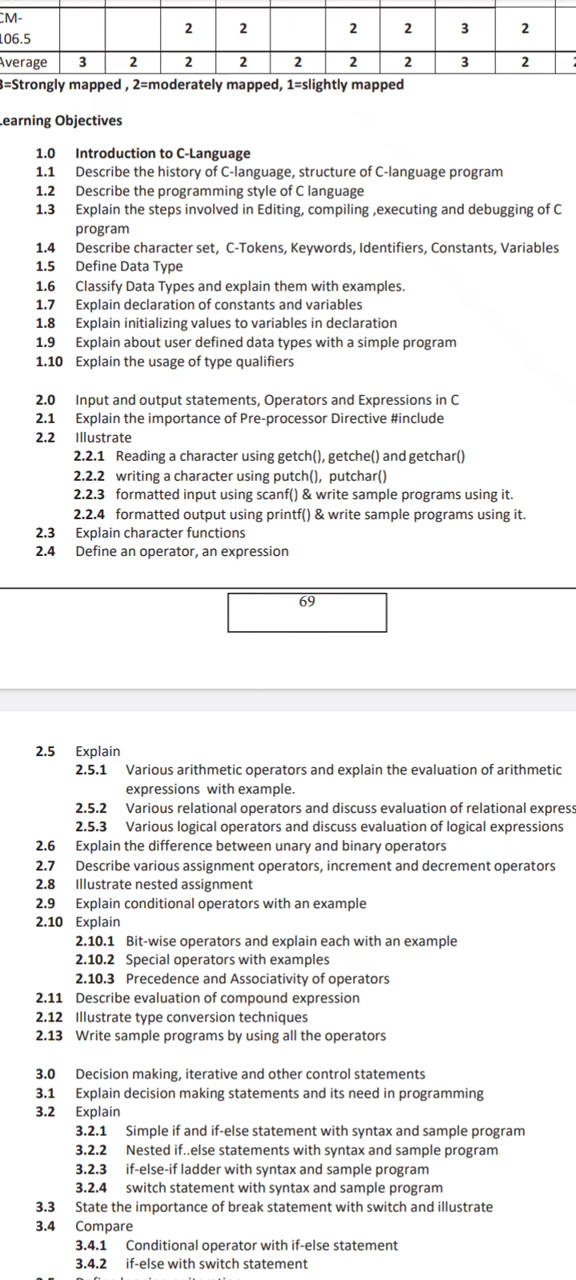 CM-
106.5 2 2 2 2 3 2
Average 3 2 2 2 2 2 2 3 2
3=Strongly mapped , 2=moderately mapped, 1=slightly mapped
Learning Objectives
1.0 Introduction to C-Language
1.1 Describe the history of C-language, structure of C-language program
1.2 Describe the programming style of C language
1.3 Explain the steps involved in Editing, compiling ,executing and debugging of C
program
1.4 Describe character set, C-Tokens, Keywords, Identifiers, Constants, Variables
1.5 Define Data Type
1.6 Classify Data Types and explain them with examples.
1.7 Explain declaration of constants and variables
1.8 Explain initializing values to variables in declaration
1.9 Explain about user defined data types with a simple program
1.10 Explain the usage of type qualifiers
2.0 Input and output statements, Operators and Expressions in C
2.1 Explain the importance of Pre-processor Directive #include
2.2 Illustrate
2.2.1 Reading a character using getch(), getche() and getchar()
2.2.2 writing a character using putch(), putchar()
2.2.3 formatted input using scanf() & write sample programs using it.
2.2.4 formatted output using printf() & write sample programs using it.
2.3 Explain character functions
2.4 Define an operator, an expression
69
2.5 Explain
2.5.1 Various arithmetic operators and explain the evaluation of arithmetic
expressions with example.
2.5.2 Various relational operators and discuss evaluation of relational express
2.5.3 Various logical operators and discuss evaluation of logical expressions
2.6 Explain the difference between unary and binary operators
2.7 Describe various assignment operators, increment and decrement operators
2.8 Illustrate nested assignment
2.9 Explain conditional operators with an example
2.10 Explain
2.10.1 Bit-wise operators and explain each with an example
2.10.2 Special operators with examples
2.10.3 Precedence and Associativity of operators
2.11 Describe evaluation of compound expression
2.12 Illustrate type conversion techniques
2.13 Write sample programs by using all the operators
3.0 Decision making, iterative and other control statements
3.1 Explain decision making statements and its need in programming
3.2 Explain
3.2.1 Simple if and if-else statement with syntax and sample program
3.2.2 Nested if..else statements with syntax and sample program
3.2.3 if-else-if ladder with syntax and sample program
3.2.4 switch statement with syntax and sample program
3.3 State the importance of break statement with switch and illustrate
3.4 Compare
3.4.1 Conditional operator with if-else statement
3.4.2 if-else with switch statement